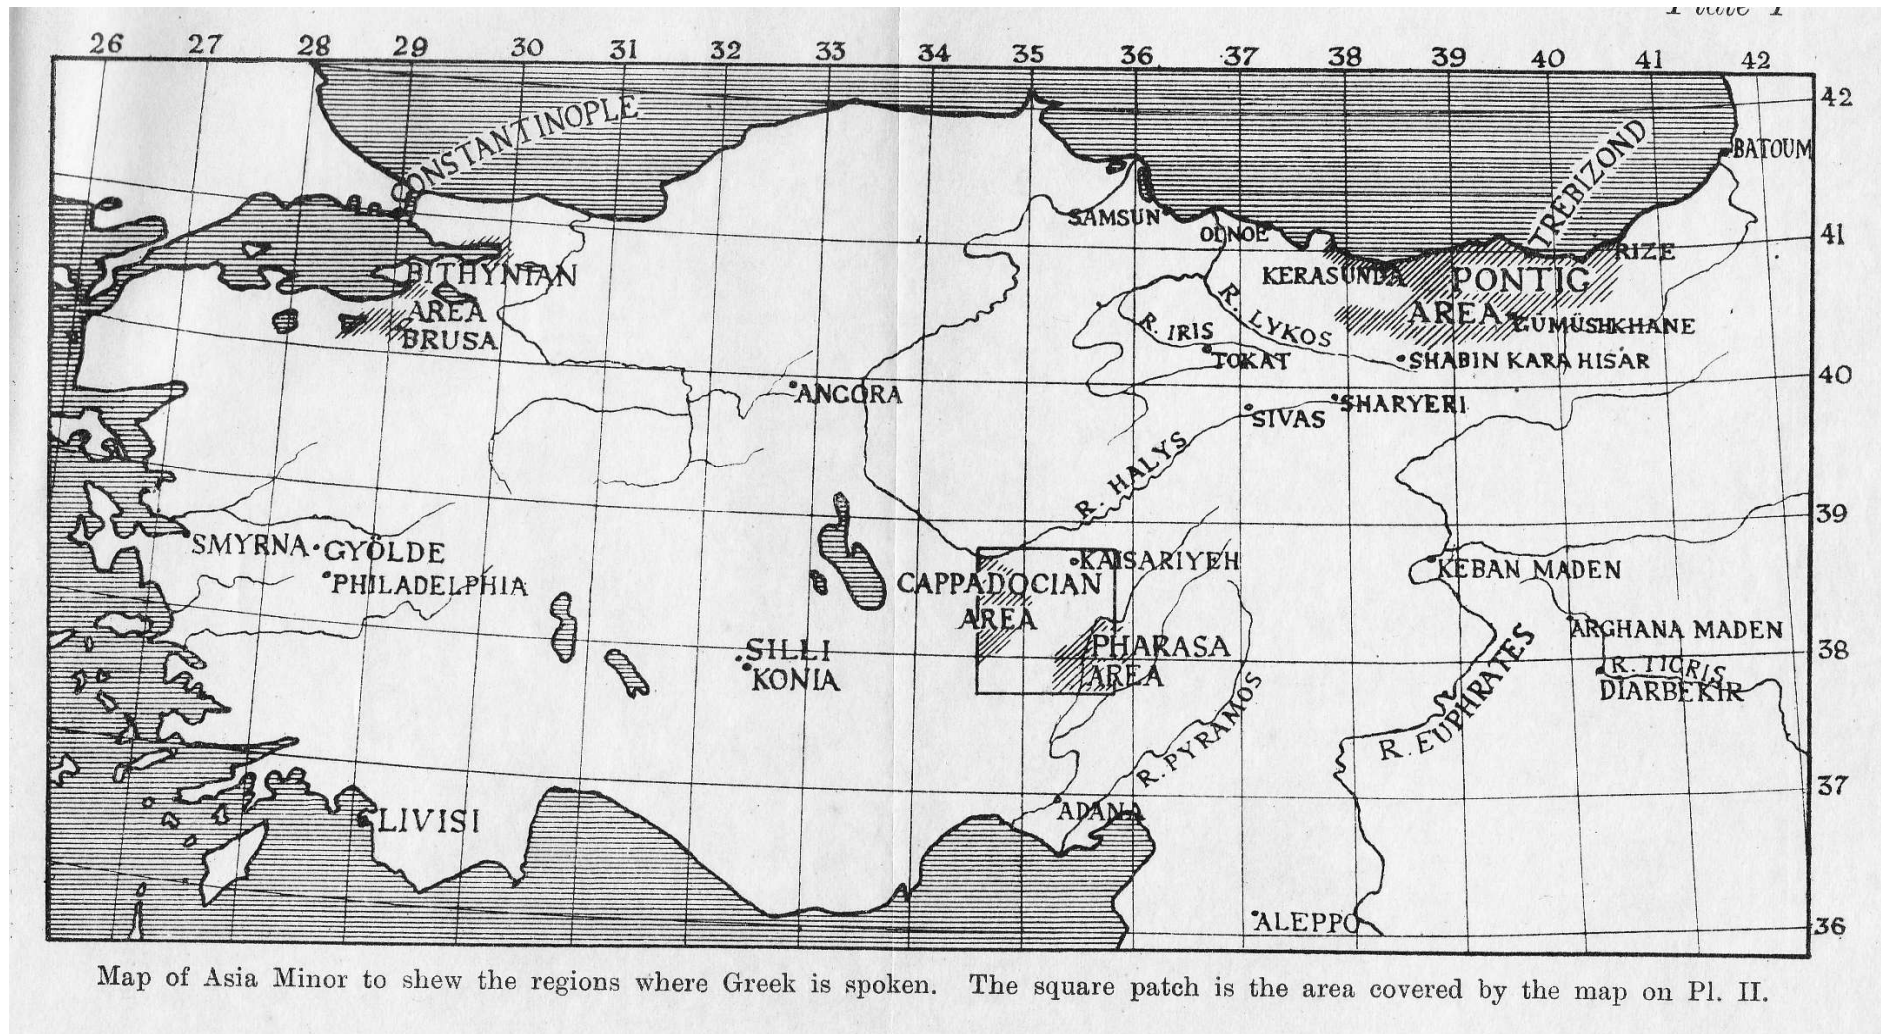 Plate I
26 27 28 29 30 31 32 33 34 35 36 37 38 39 40 41 42
42
CONSTANTINOPLE
TREBIZOND
BATOUM
SAMSUN
OINOE
41
RIZE
BITHYNIAN
AREA
BRUSA
KERASUNDA
PONTIG
AREA
GUMÜSHKHANE
R. LYKOS
R. IRIS
TOKAT
SHABIN KARA HISAR
40
ANGORA
SHARYERI
SIVAS
R. HALYS
39
SMYRNA
GYÖLDE
PHILADELPHIA
KAISARIYEH
CAPPADOCIAN
AREA
KEBAN MADEN
ARGHANA MADEN
SILLI
KONIA
PHARASA
AREA
38
R. TIGRIS
DIARBEKIR
R. EUPHRATES
R. PYRAMOS
37
LIVISI
ADANA
ALEPPO
36
Map of Asia Minor to shew the regions where Greek is spoken. The square patch is the area covered by the map on Pl. II.